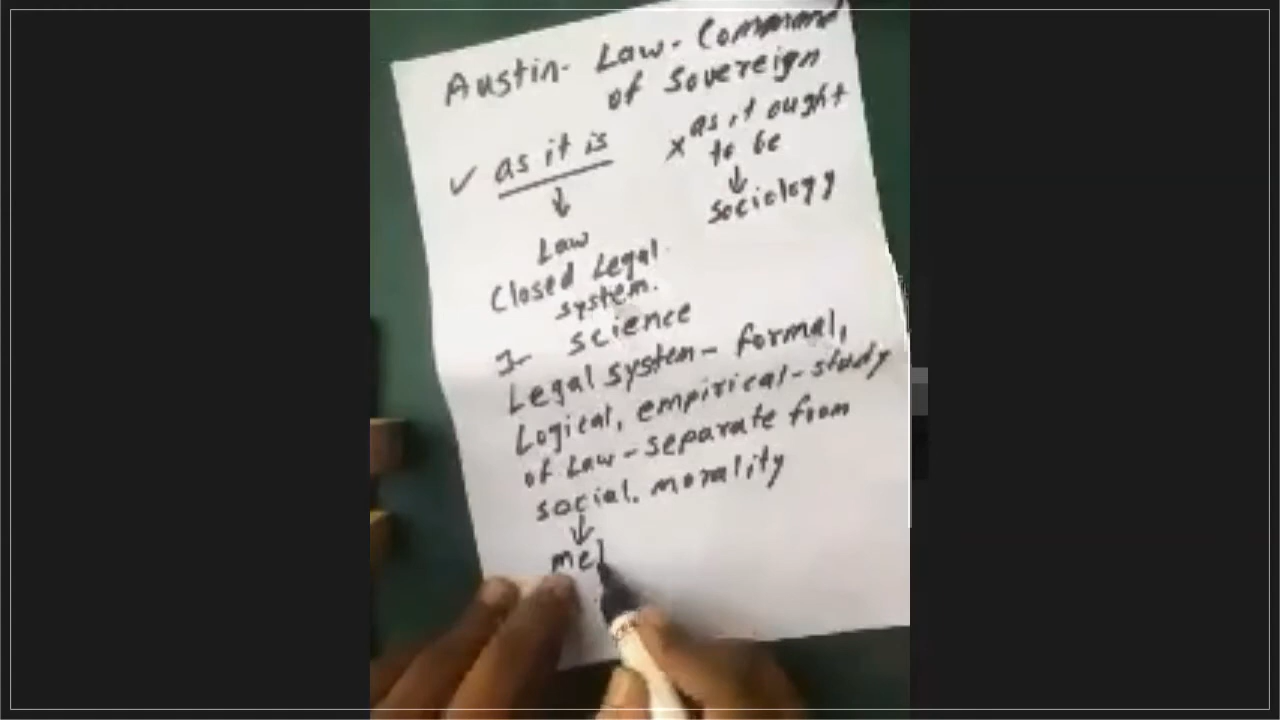 Austin- Law- Command
of Sovereign
✓ as it is
x as it ought
to be
↓
sociology
↓
Law
Closed Legal
system.
science
Legal system- formal,
Logical, empirical-study
of Law- separate from
social. morality
↓